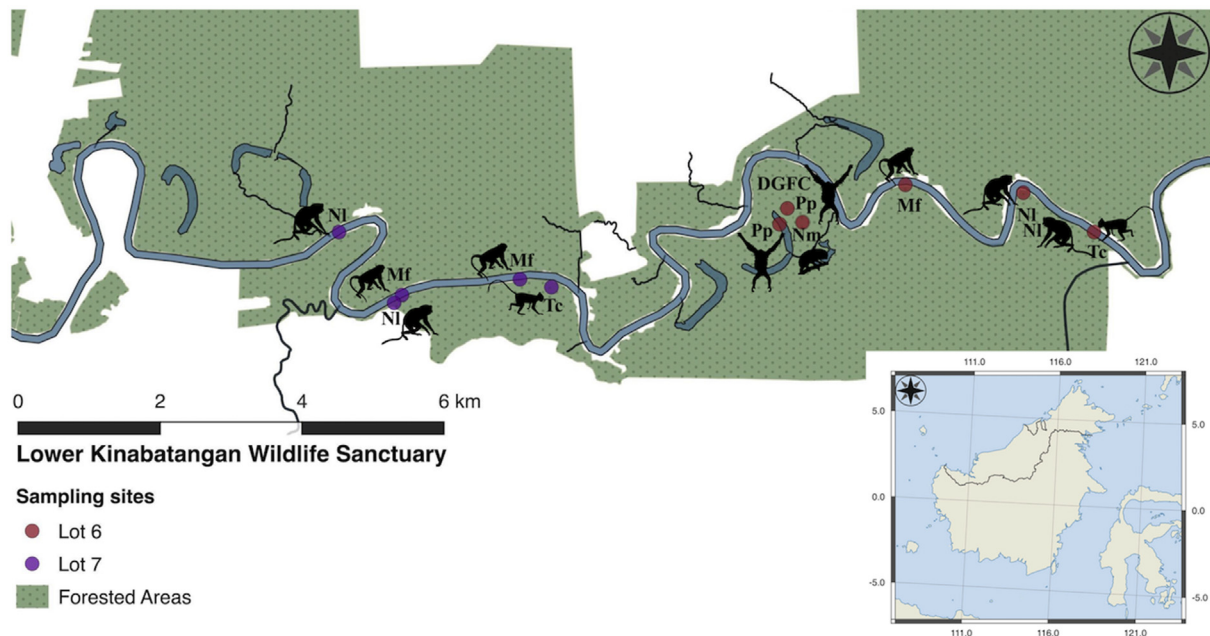 DGFC
Pp
Pp
Nm
Mf
Nl
Nl
Tc
Nl
Mf
Mf
Nl
Tc
0 2 4 6 km
Lower Kinabatangan Wildlife Sanctuary
Sampling sites
Lot 6
Lot 7
Forested Areas
111.0 116.0 121.0
5.0 5.0
0.0 0.0
-5.0 -5.0
111.0 116.0 121.0